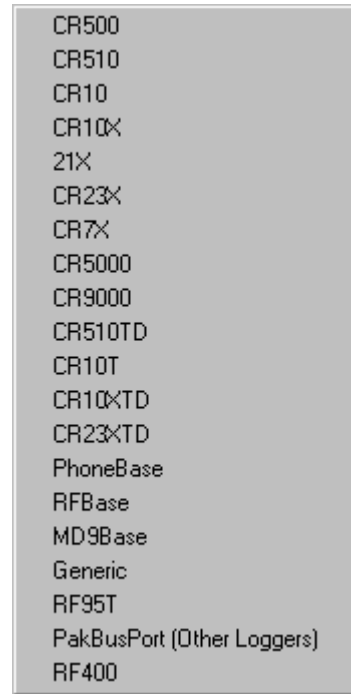 CR500
CR510
CR10
CR10X
21X
CR23X
CR7X
CR5000
CR9000
CR510TD
CR10T
CR10XTD
CR23XTD
PhoneBase
RFBase
MD9Base
Generic
RF95T
PakBusPort (Other Loggers)
RF400